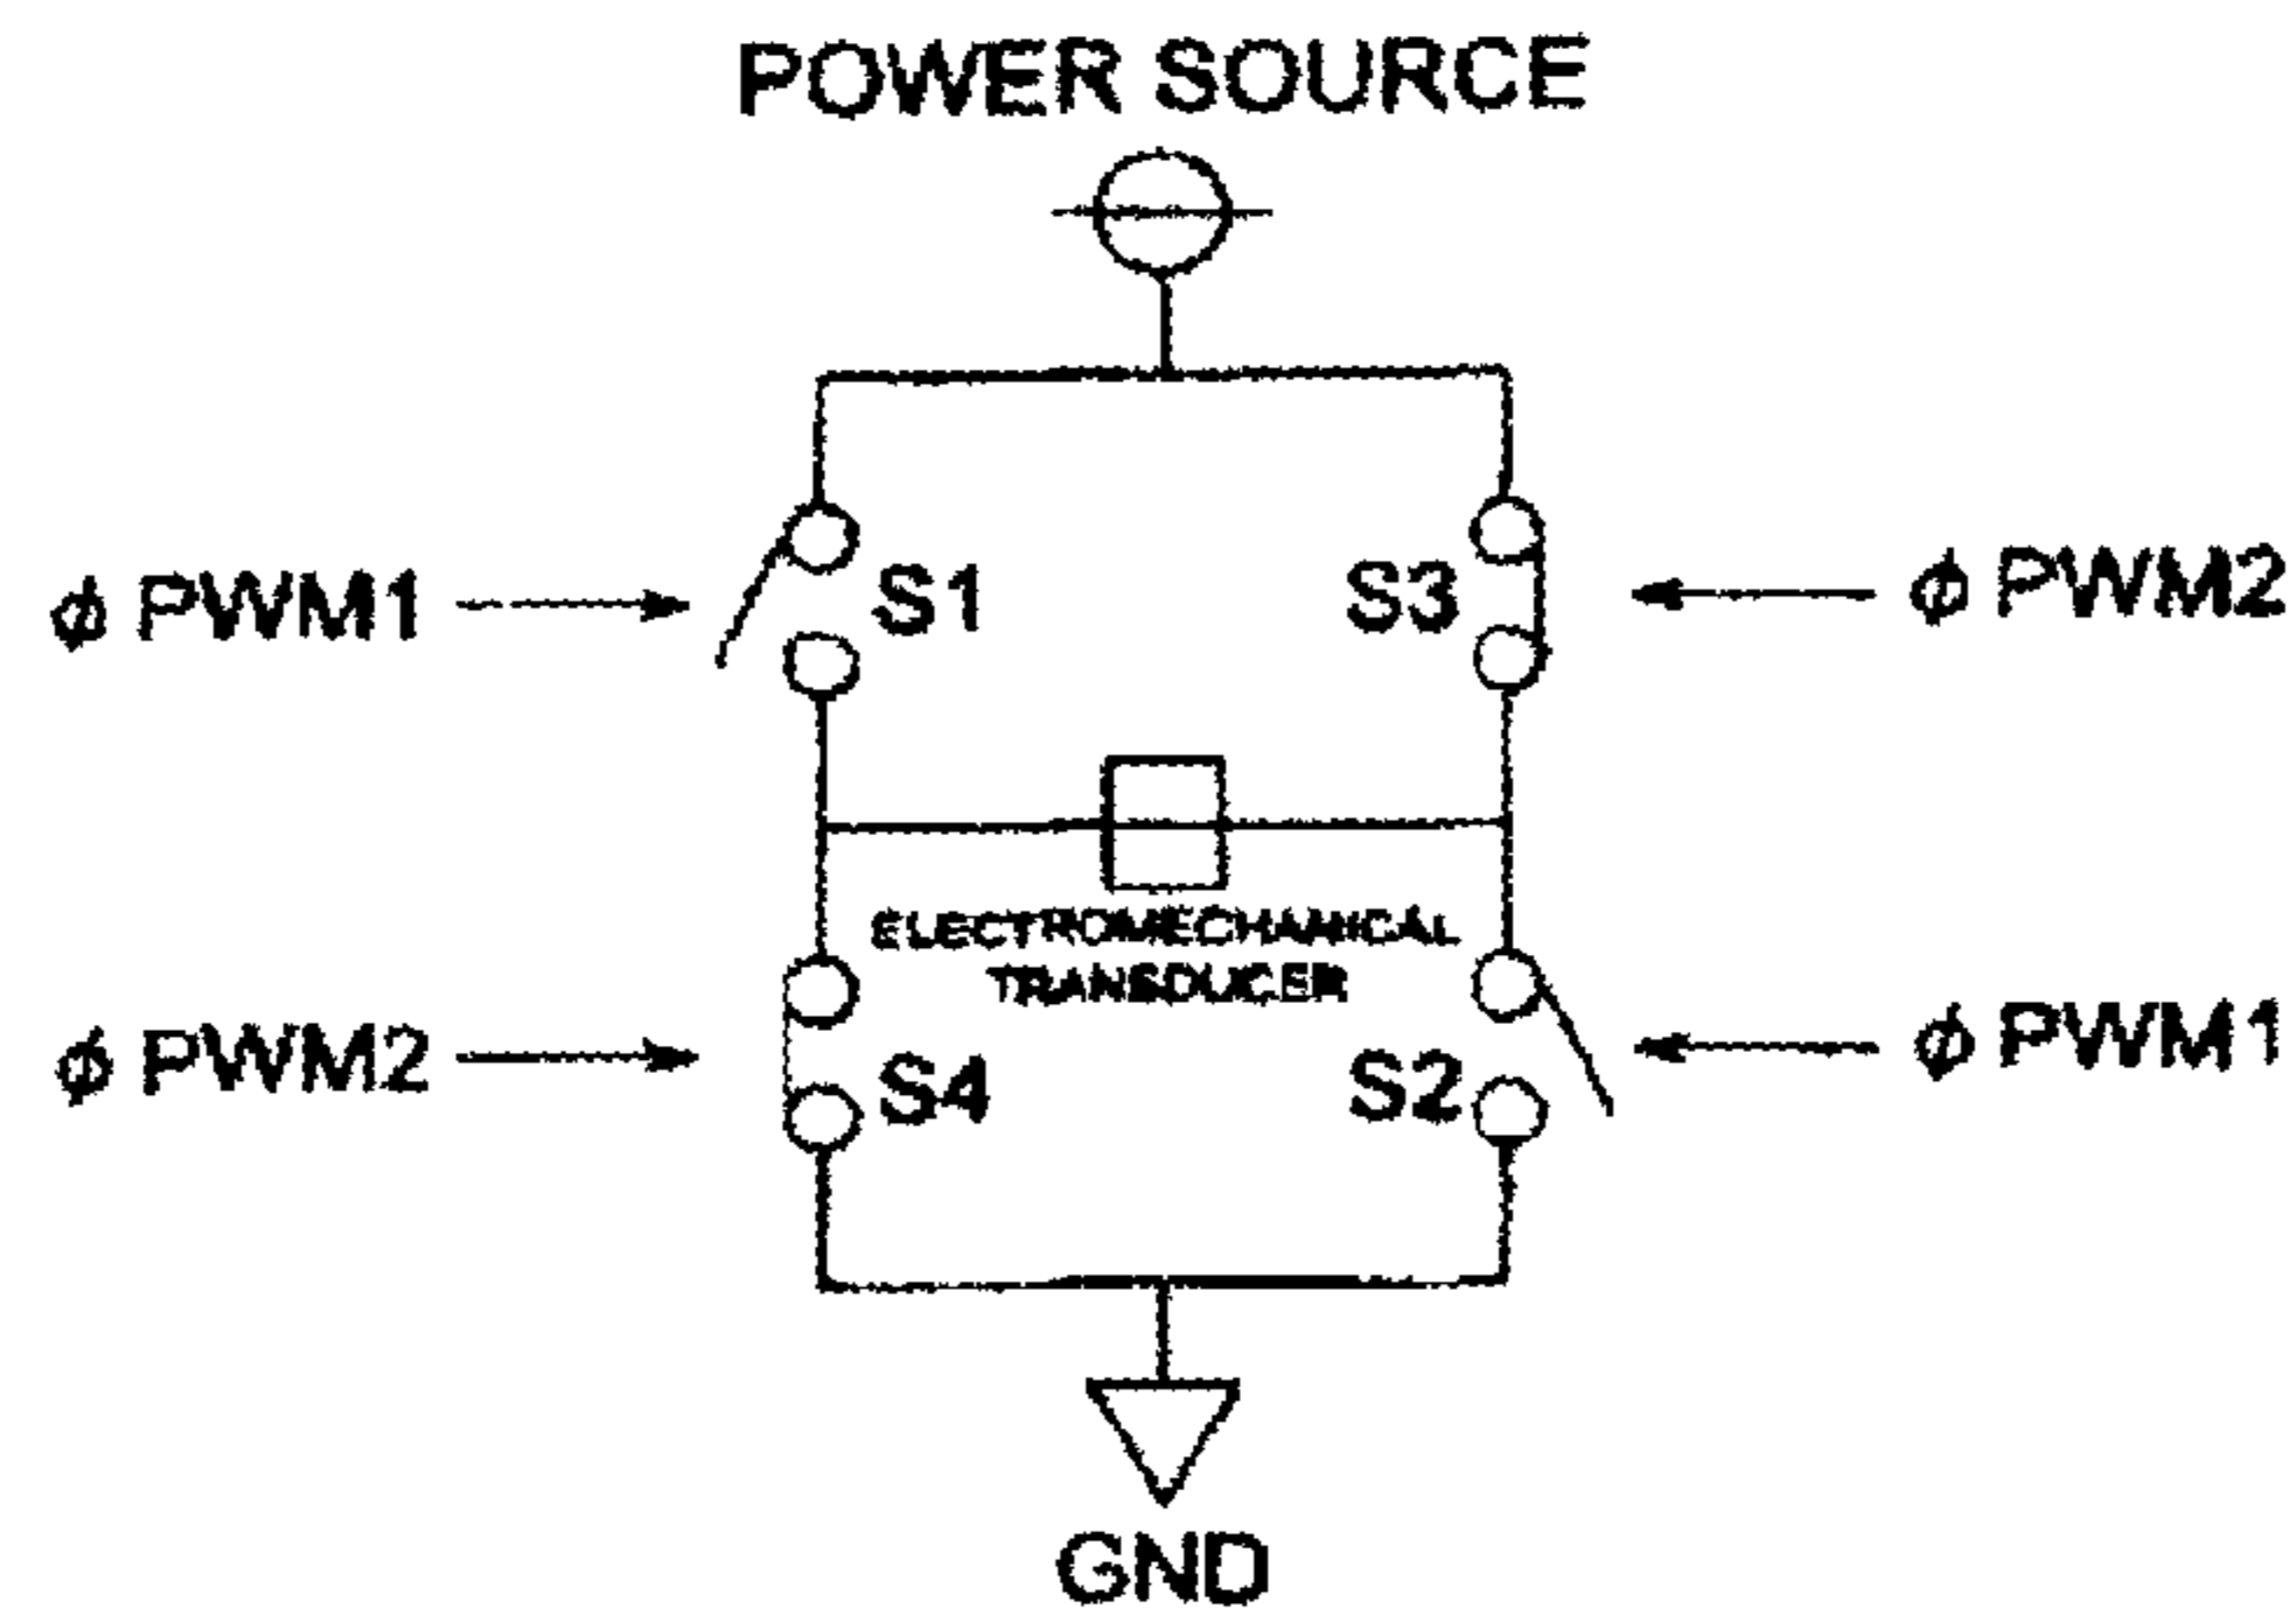 POWER SOURCE
ϕ PWM1
S1
S3
ϕ PWM2
ELECTROMECHANICAL
TRANSDUCER
ϕ PWM2
S4
S2
ϕ PWM1
GND